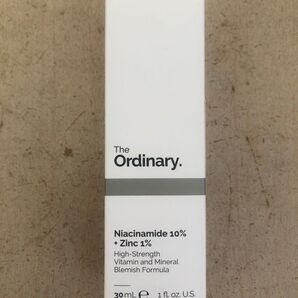 The
Ordinary.
Niacinamide 10%
+ Zinc 1%
High-Strength
Vitamin and Mineral
Blemish Formula
30 mL ℮ 1 fl. oz. U.S.